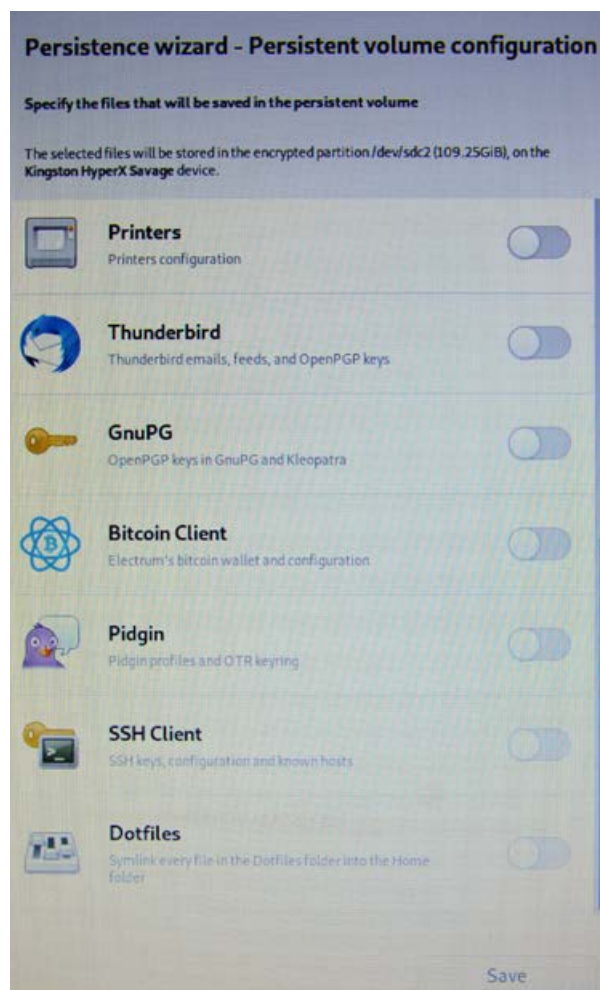 Persistence wizard - Persistent volume configuration
Specify the files that will be saved in the persistent volume
The selected files will be stored in the encrypted partition /dev/sdc2 (109.25GiB), on the
Kingston HyperX Savage device.
Printers
Printers configuration
Thunderbird
Thunderbird emails, feeds, and OpenPGP keys
GnuPG
OpenPGP keys in GnuPG and Kleopatra
Bitcoin Client
Electrum's bitcoin wallet and configuration
Pidgin
Pidgin profiles and OTR keyring
SSH Client
SSH keys, configuration and known hosts
Dotfiles
Symlink every file in the Dotfiles folder into the Home
folder
Save